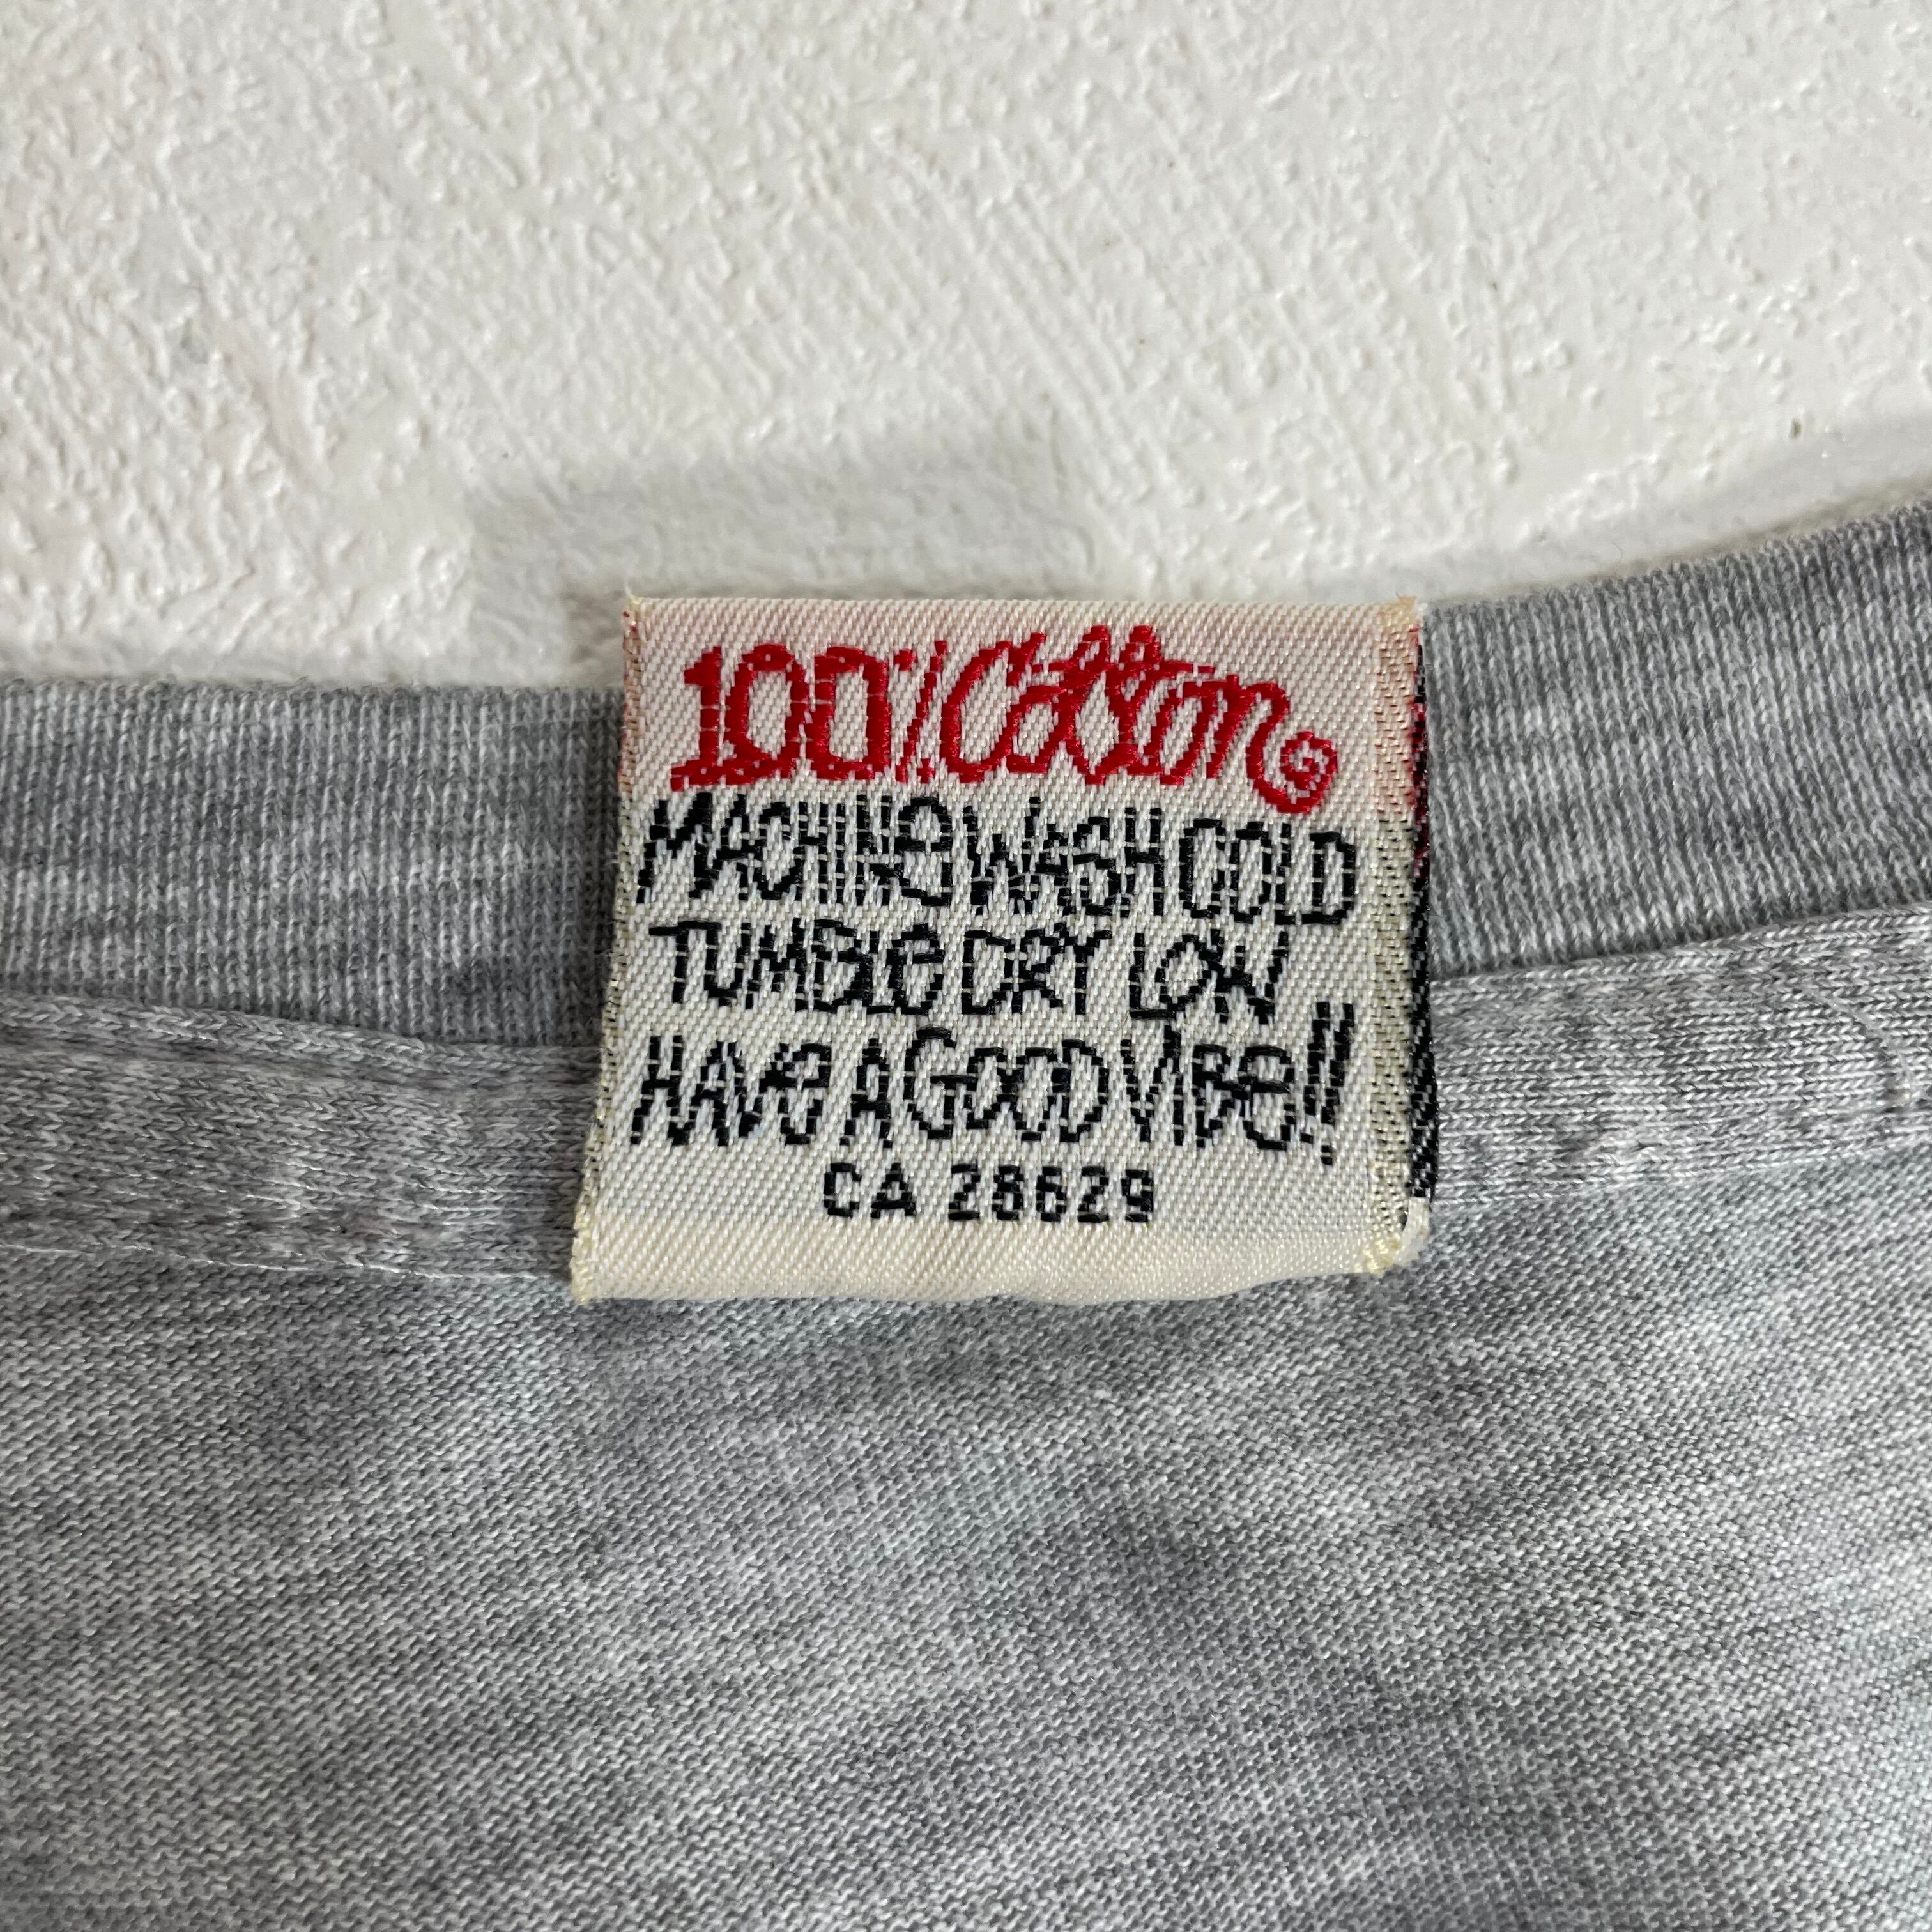 100% Cotton
MACHINE WASH COLD
TUMBLE DRY LOW
HAVE A GOOD VIBE!!
CA 28629